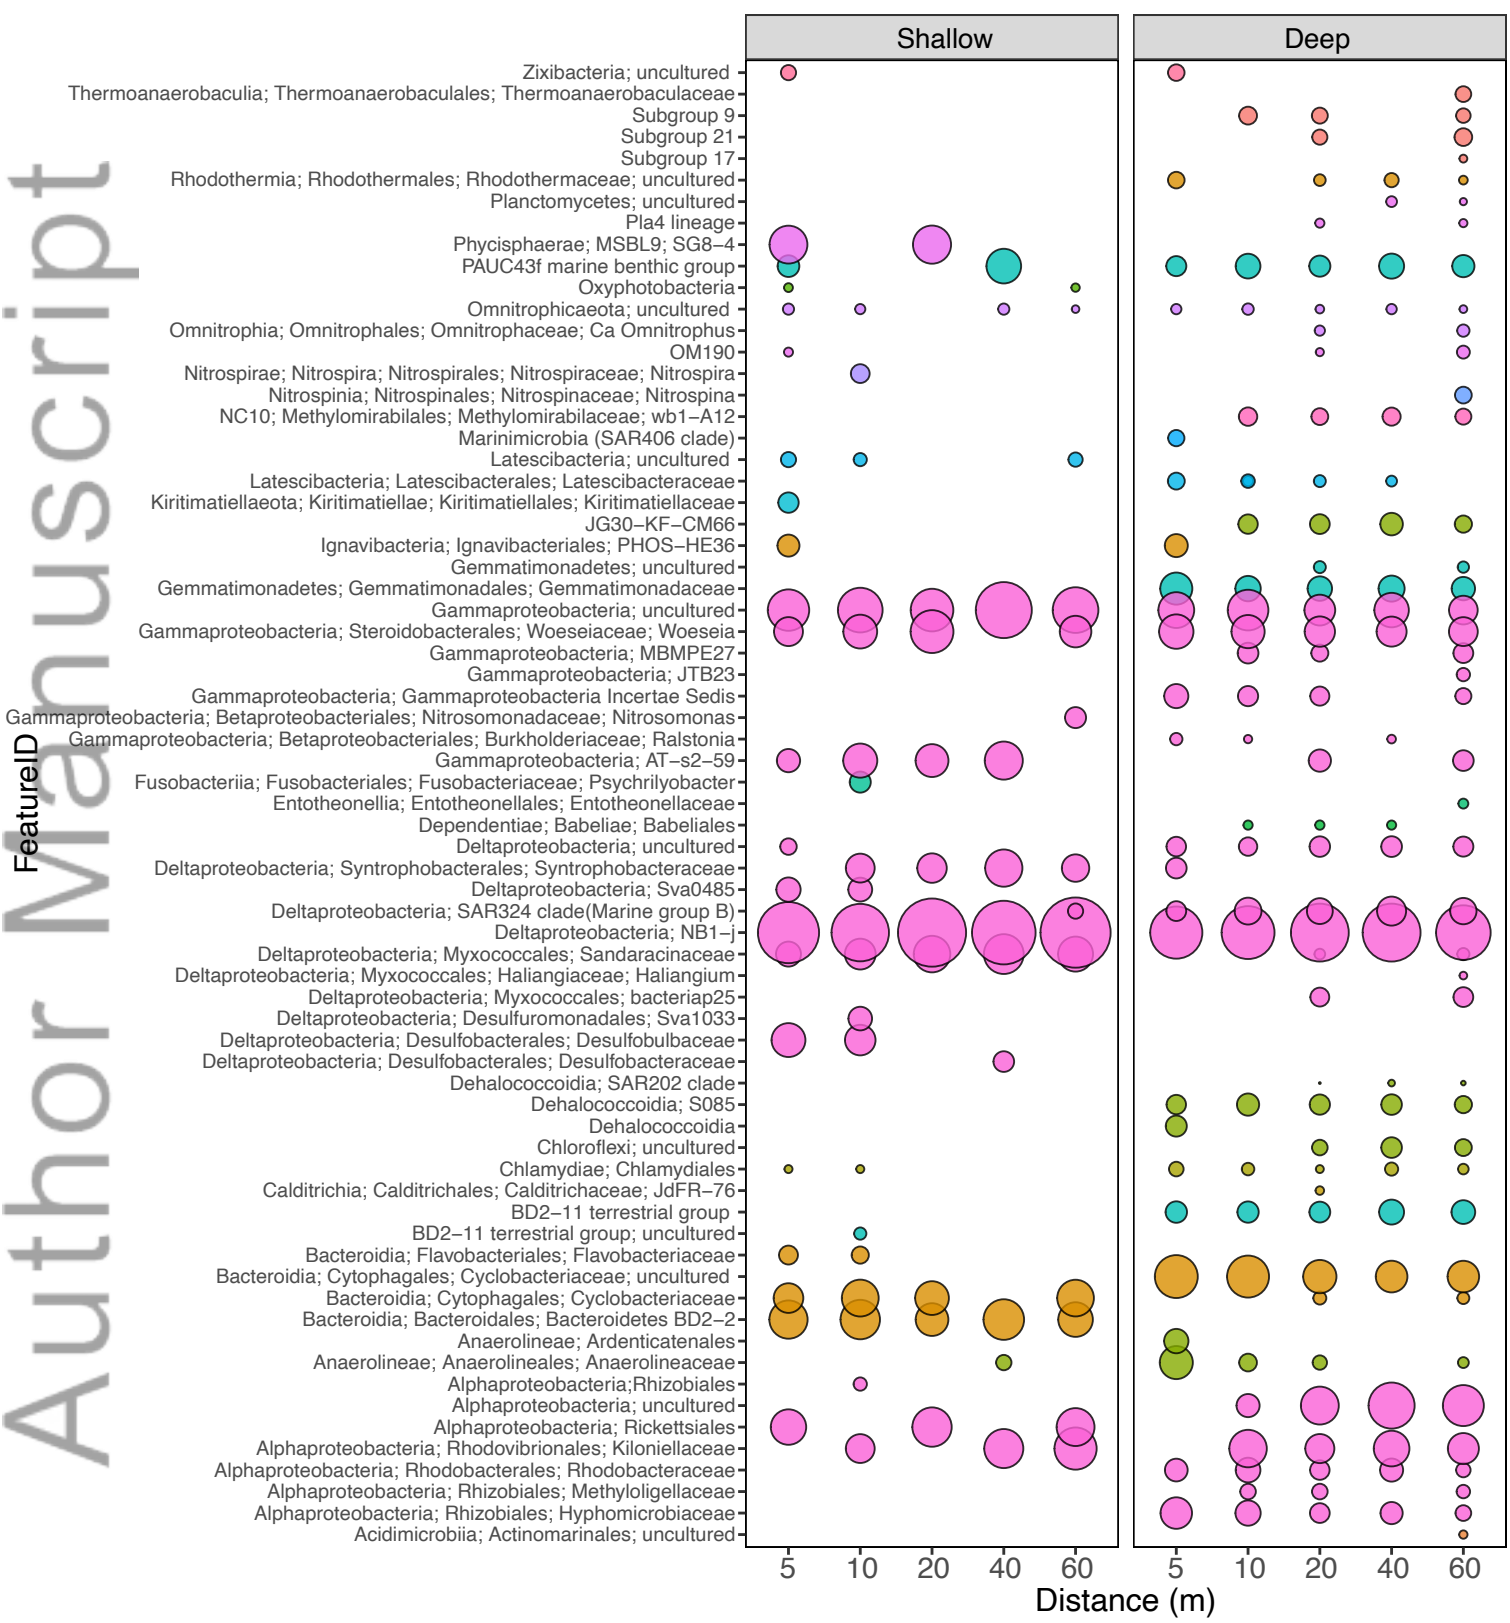 Shallow
Deep
Zixibacteria; uncultured
Thermoanaerobaculia; Thermoanaerobaculales; Thermoanaerobaculaceae
Subgroup 9
Subgroup 21
Subgroup 17
Rhodothermia; Rhodothermales; Rhodothermaceae; uncultured
Planctomycetes; uncultured
Pla4 lineage
Phycisphaerae; MSBL9; SG8−4
PAUC43f marine benthic group
Oxyphotobacteria
Omnitrophicaeota; uncultured
Omnitrophia; Omnitrophales; Omnitrophaceae; Ca Omnitrophus
OM190
Nitrospirae; Nitrospira; Nitrospirales; Nitrospiraceae; Nitrospira
Nitrospinia; Nitrospinales; Nitrospinaceae; Nitrospina
NC10; Methylomirabilales; Methylomirabilaceae; wb1−A12
Marinimicrobia (SAR406 clade)
Latescibacteria; uncultured
Latescibacteria; Latescibacterales; Latescibacteraceae
Kiritimatiellaeota; Kiritimatiellae; Kiritimatiellales; Kiritimatiellaceae
JG30−KF−CM66
Ignavibacteria; Ignavibacteriales; PHOS−HE36
Gemmatimonadetes; uncultured
Gemmatimonadetes; Gemmatimonadales; Gemmatimonadaceae
Gammaproteobacteria; uncultured
Gammaproteobacteria; Steroidobacterales; Woeseiaceae; Woeseia
Gammaproteobacteria; MBMPE27
Gammaproteobacteria; JTB23
Gammaproteobacteria; Gammaproteobacteria Incertae Sedis
Gammaproteobacteria; Betaproteobacteriales; Nitrosomonadaceae; Nitrosomonas
Gammaproteobacteria; Betaproteobacteriales; Burkholderiaceae; Ralstonia
Gammaproteobacteria; AT−s2−59
Fusobacteriia; Fusobacteriales; Fusobacteriaceae; Psychrilyobacter
Entotheonellia; Entotheonellales; Entotheonellaceae
Dependentiae; Babeliae; Babeliales
Deltaproteobacteria; uncultured
Deltaproteobacteria; Syntrophobacterales; Syntrophobacteraceae
Deltaproteobacteria; Sva0485
Deltaproteobacteria; SAR324 clade(Marine group B)
Deltaproteobacteria; NB1−j
Deltaproteobacteria; Myxococcales; Sandaracinaceae
Deltaproteobacteria; Myxococcales; Haliangiaceae; Haliangium
Deltaproteobacteria; Myxococcales; bacteriap25
Deltaproteobacteria; Desulfuromonadales; Sva1033
Deltaproteobacteria; Desulfobacterales; Desulfobulbaceae
Deltaproteobacteria; Desulfobacterales; Desulfobacteraceae
Dehalococcoidia; SAR202 clade
Dehalococcoidia; S085
Dehalococcoidia
Chloroflexi; uncultured
Chlamydiae; Chlamydiales
Calditrichia; Calditrichales; Calditrichaceae; JdFR−76
BD2−11 terrestrial group
BD2−11 terrestrial group; uncultured
Bacteroidia; Flavobacteriales; Flavobacteriaceae
Bacteroidia; Cytophagales; Cyclobacteriaceae; uncultured
Bacteroidia; Cytophagales; Cyclobacteriaceae
Bacteroidia; Bacteroidales; Bacteroidetes BD2−2
Anaerolineae; Ardenticatenales
Anaerolineae; Anaerolineales; Anaerolineaceae
Alphaproteobacteria;Rhizobiales
Alphaproteobacteria; uncultured
Alphaproteobacteria; Rickettsiales
Alphaproteobacteria; Rhodovibrionales; Kiloniellaceae
Alphaproteobacteria; Rhodobacterales; Rhodobacteraceae
Alphaproteobacteria; Rhizobiales; Methyloligellaceae
Alphaproteobacteria; Rhizobiales; Hyphomicrobiaceae
Acidimicrobiia; Actinomarinales; uncultured
5 10 20 40 60
5 10 20 40 60
Distance (m)
FeatureID
Author Manuscript